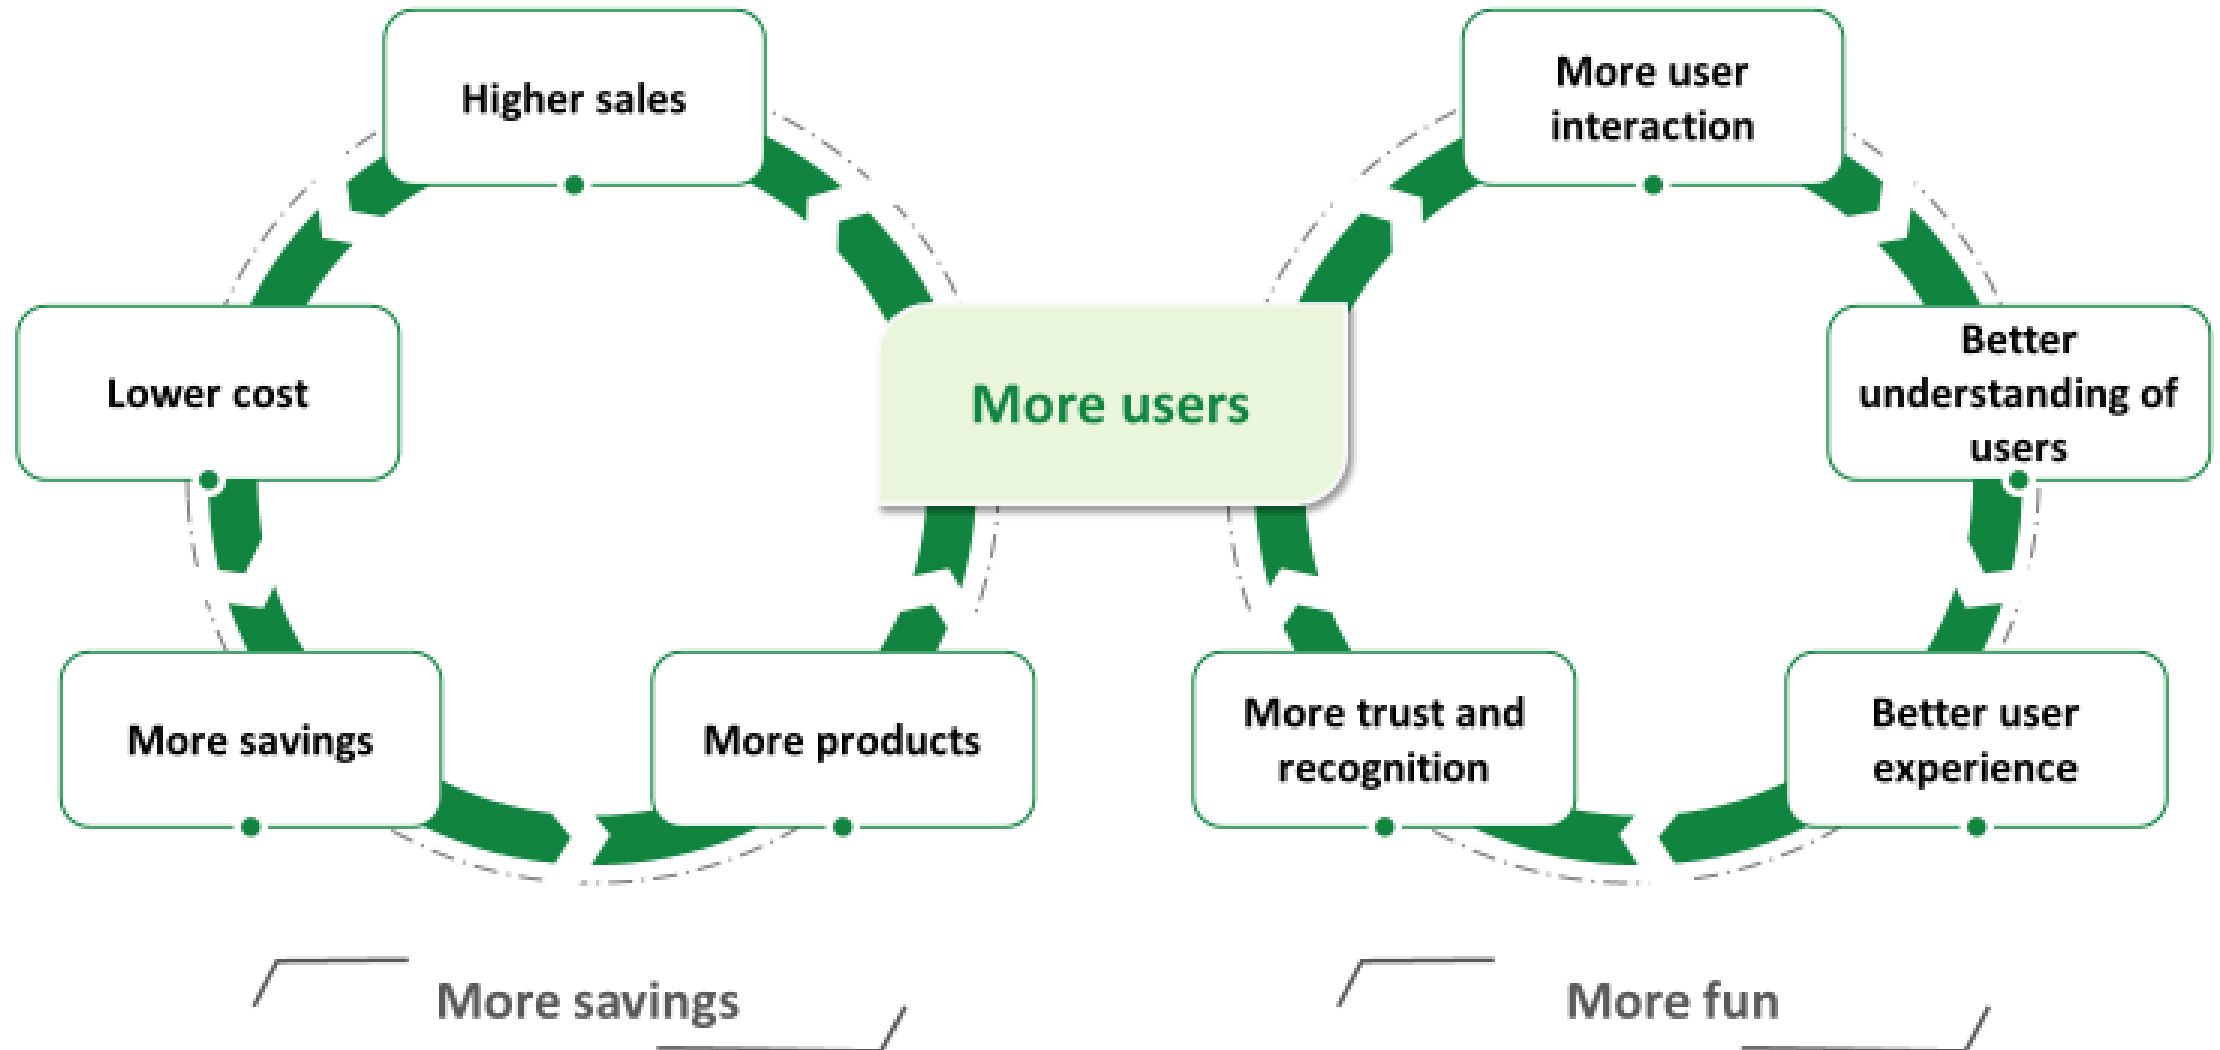 Higher sales
More user
interaction
Lower cost
More users
Better
understanding of
users
More savings
More products
More trust and
recognition
Better user
experience
More savings
More fun